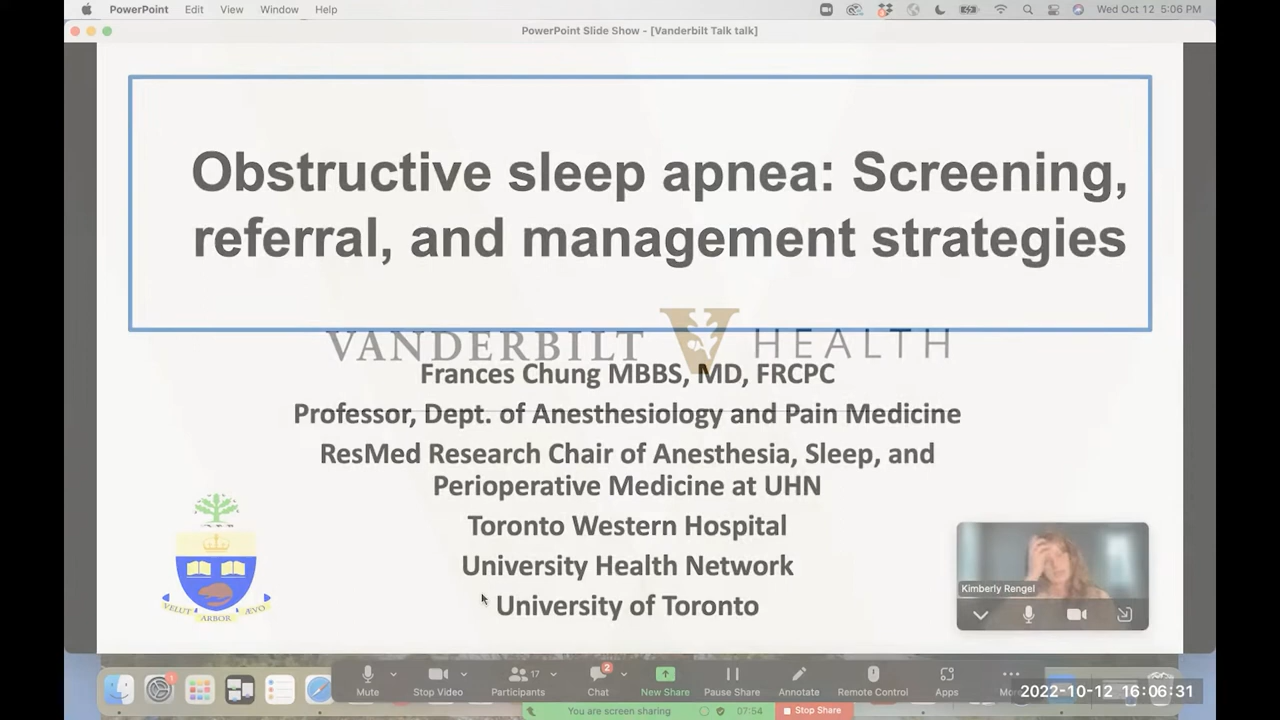 PowerPoint Edit View Window Help Wed Oct 12 5:06 PM
PowerPoint Slide Show - [Vanderbilt Talk talk]
Obstructive sleep apnea: Screening,
referral, and management strategies
VANDERBILT V HEALTH
Frances Chung MBBS, MD, FRCPC
Professor, Dept. of Anesthesiology and Pain Medicine
ResMed Research Chair of Anesthesia, Sleep, and
Perioperative Medicine at UHN
Toronto Western Hospital
University Health Network
University of Toronto
VELUT ARBOR ÆVO
Kimberly Rengel
Mute Stop Video Participants 17 Chat 2 New Share Pause Share Annotate Remote Control Apps
2022-10-12 16:06:31
You are screen sharing 07:54 Stop Share